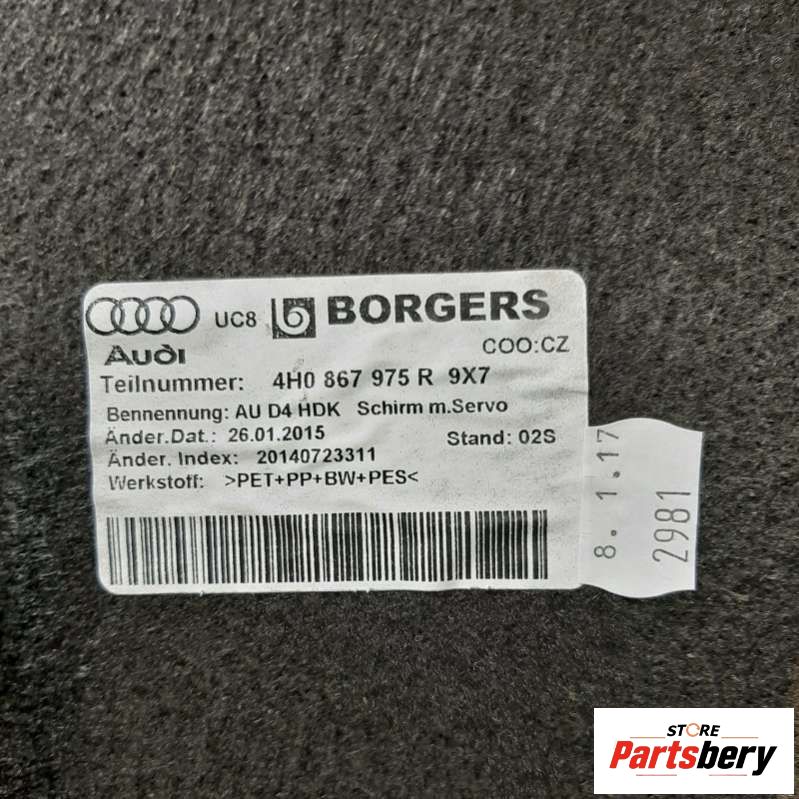 UC8 BORGERS
Audi COO:CZ
Teilnummer: 4H0 867 975 R 9X7
Bennennung: AU D4 HDK Schirm m.Servo
Änder.Dat.: 26.01.2015 Stand: 02S
Änder. Index: 20140723311
Werkstoff: >PET+PP+BW+PES<
8.1.17
2981
STORE
Partsbery